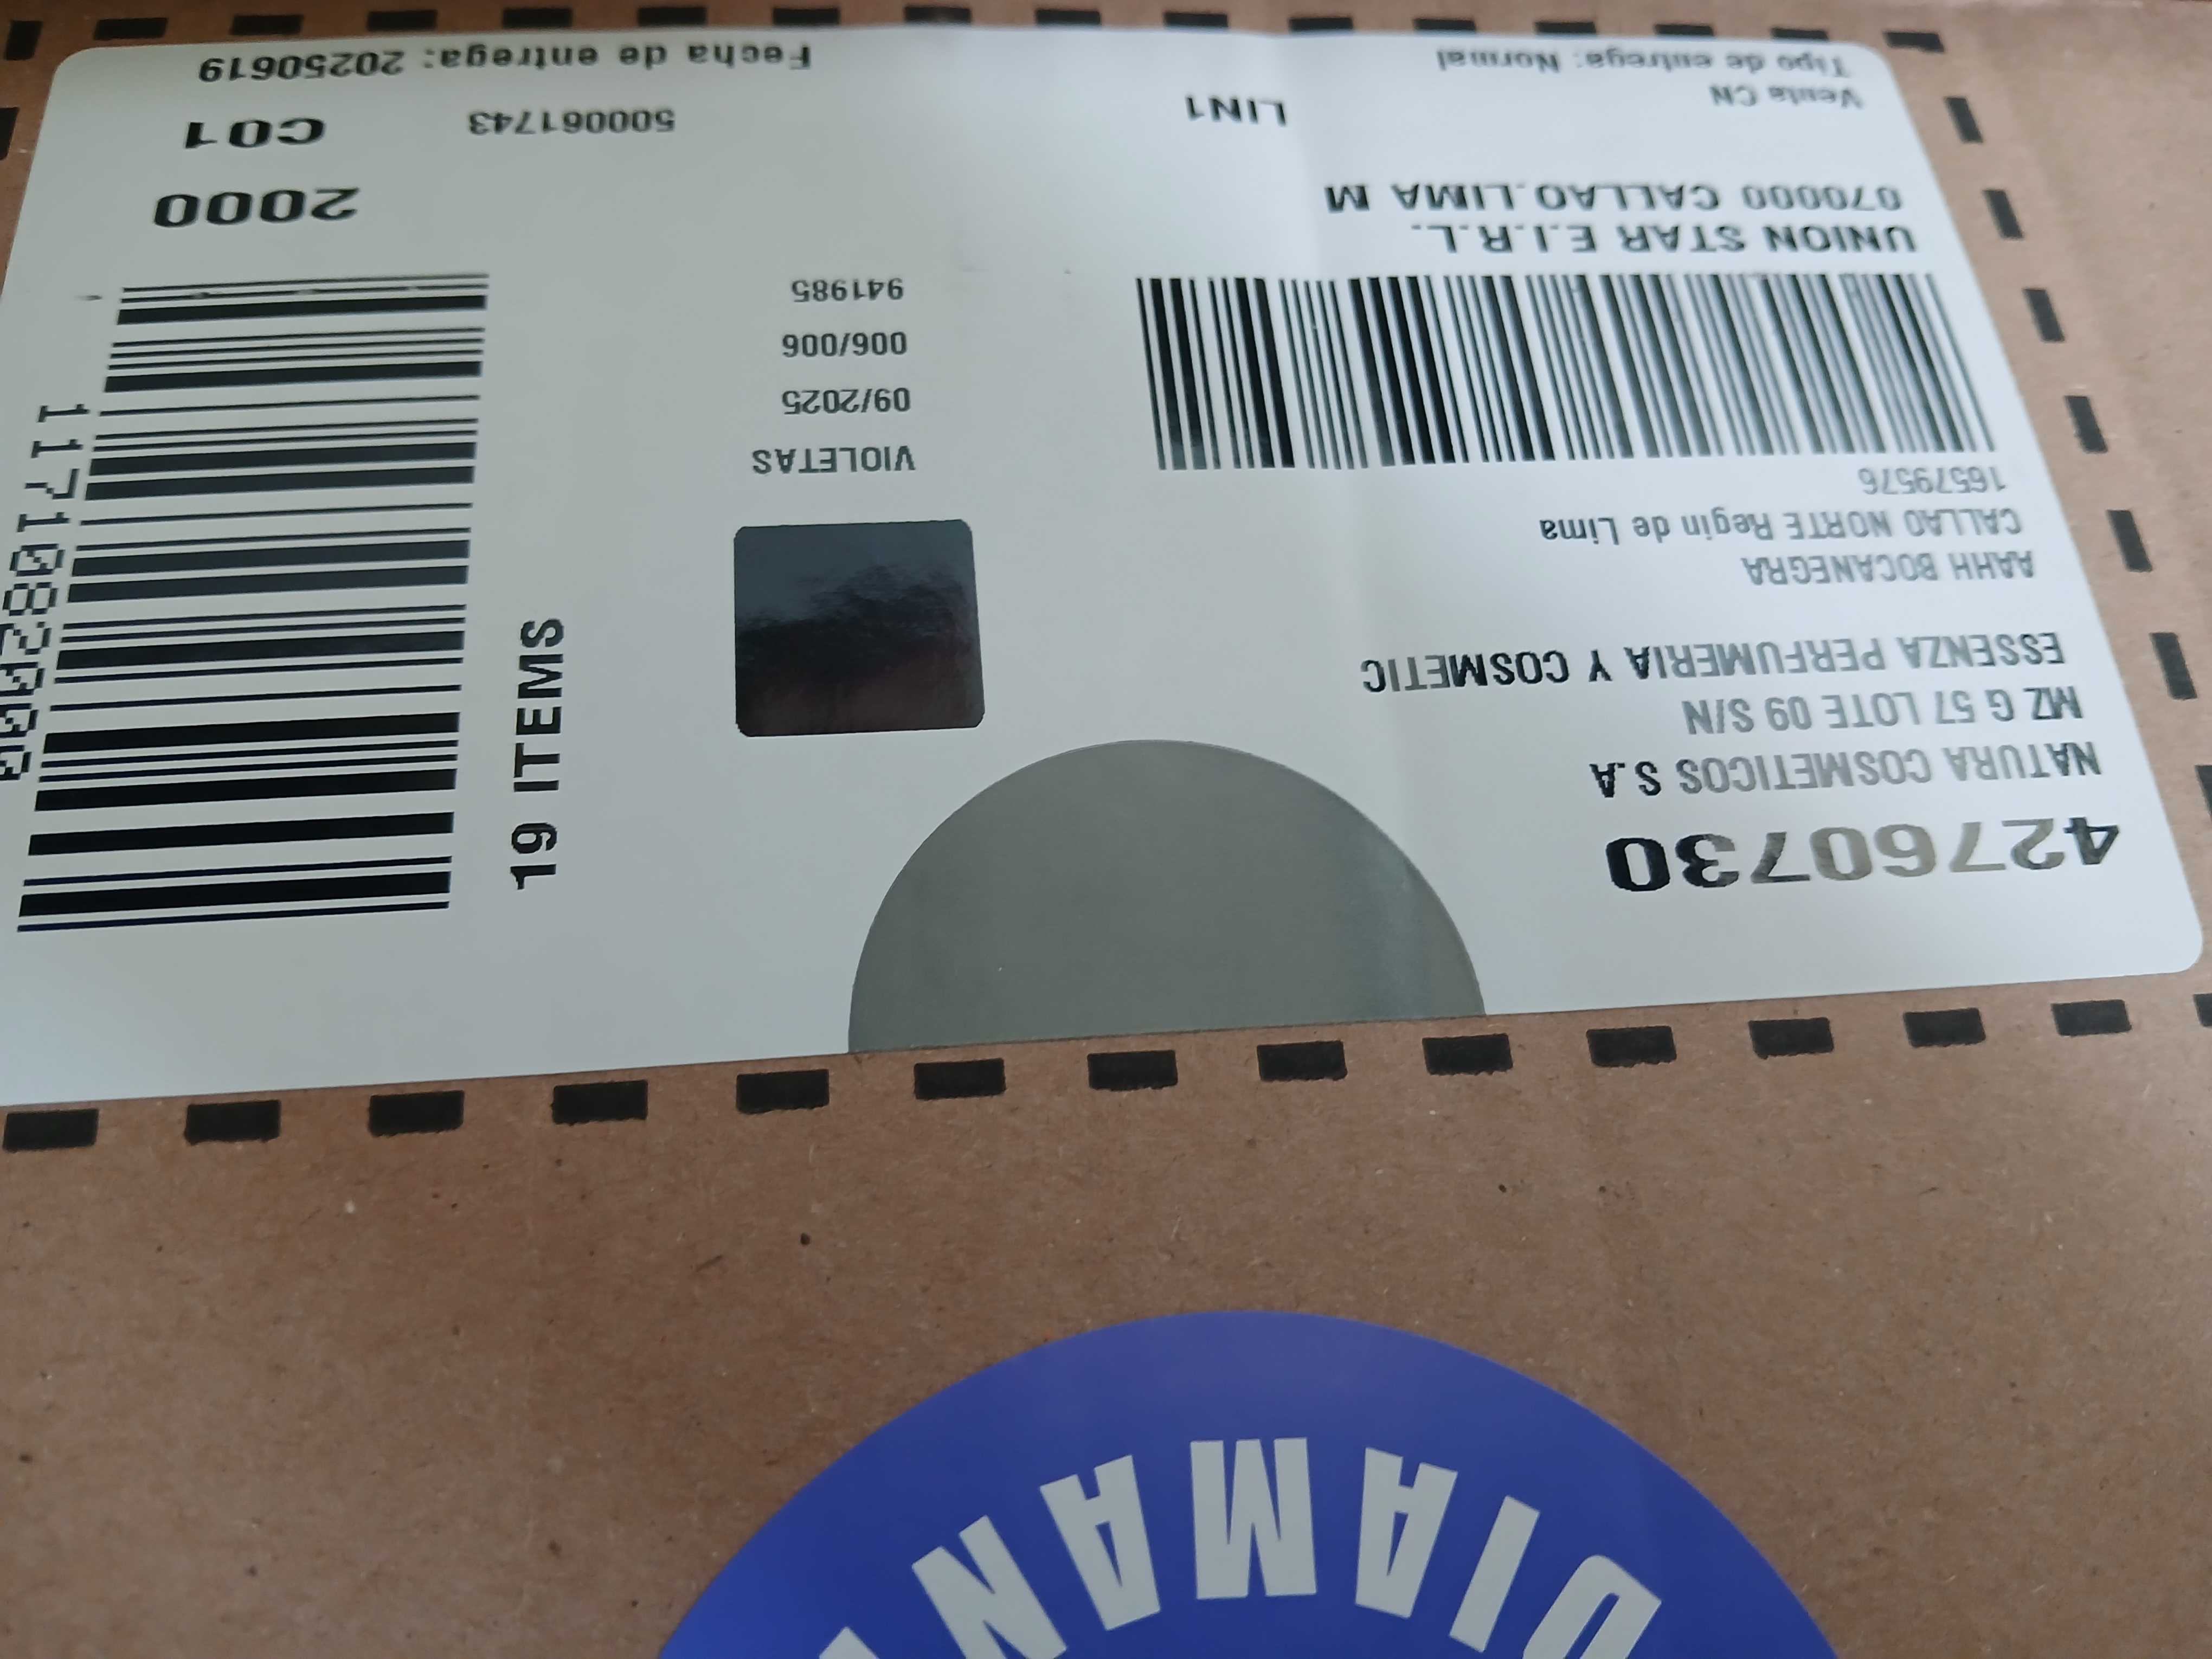 42760730
NATURA COSMETICOS S.A
MZ G 57 LOTE 09 S/N
ESSENZA PERFUMERIA Y COSMETIC
AAHH BOCANEGRA
CALLAO NORTE Regin de Lima
16579576
UNION STAR E.I.R.L.
070000 CALLAO.LIMA M
Venta CN
Tipo de entrega: Normal
LIN1
VIOLETAS
09/2025
006/006
941985
19 ITEMS
2000
500061743
C01
Fecha de entrega: 20250619
DIAMAN